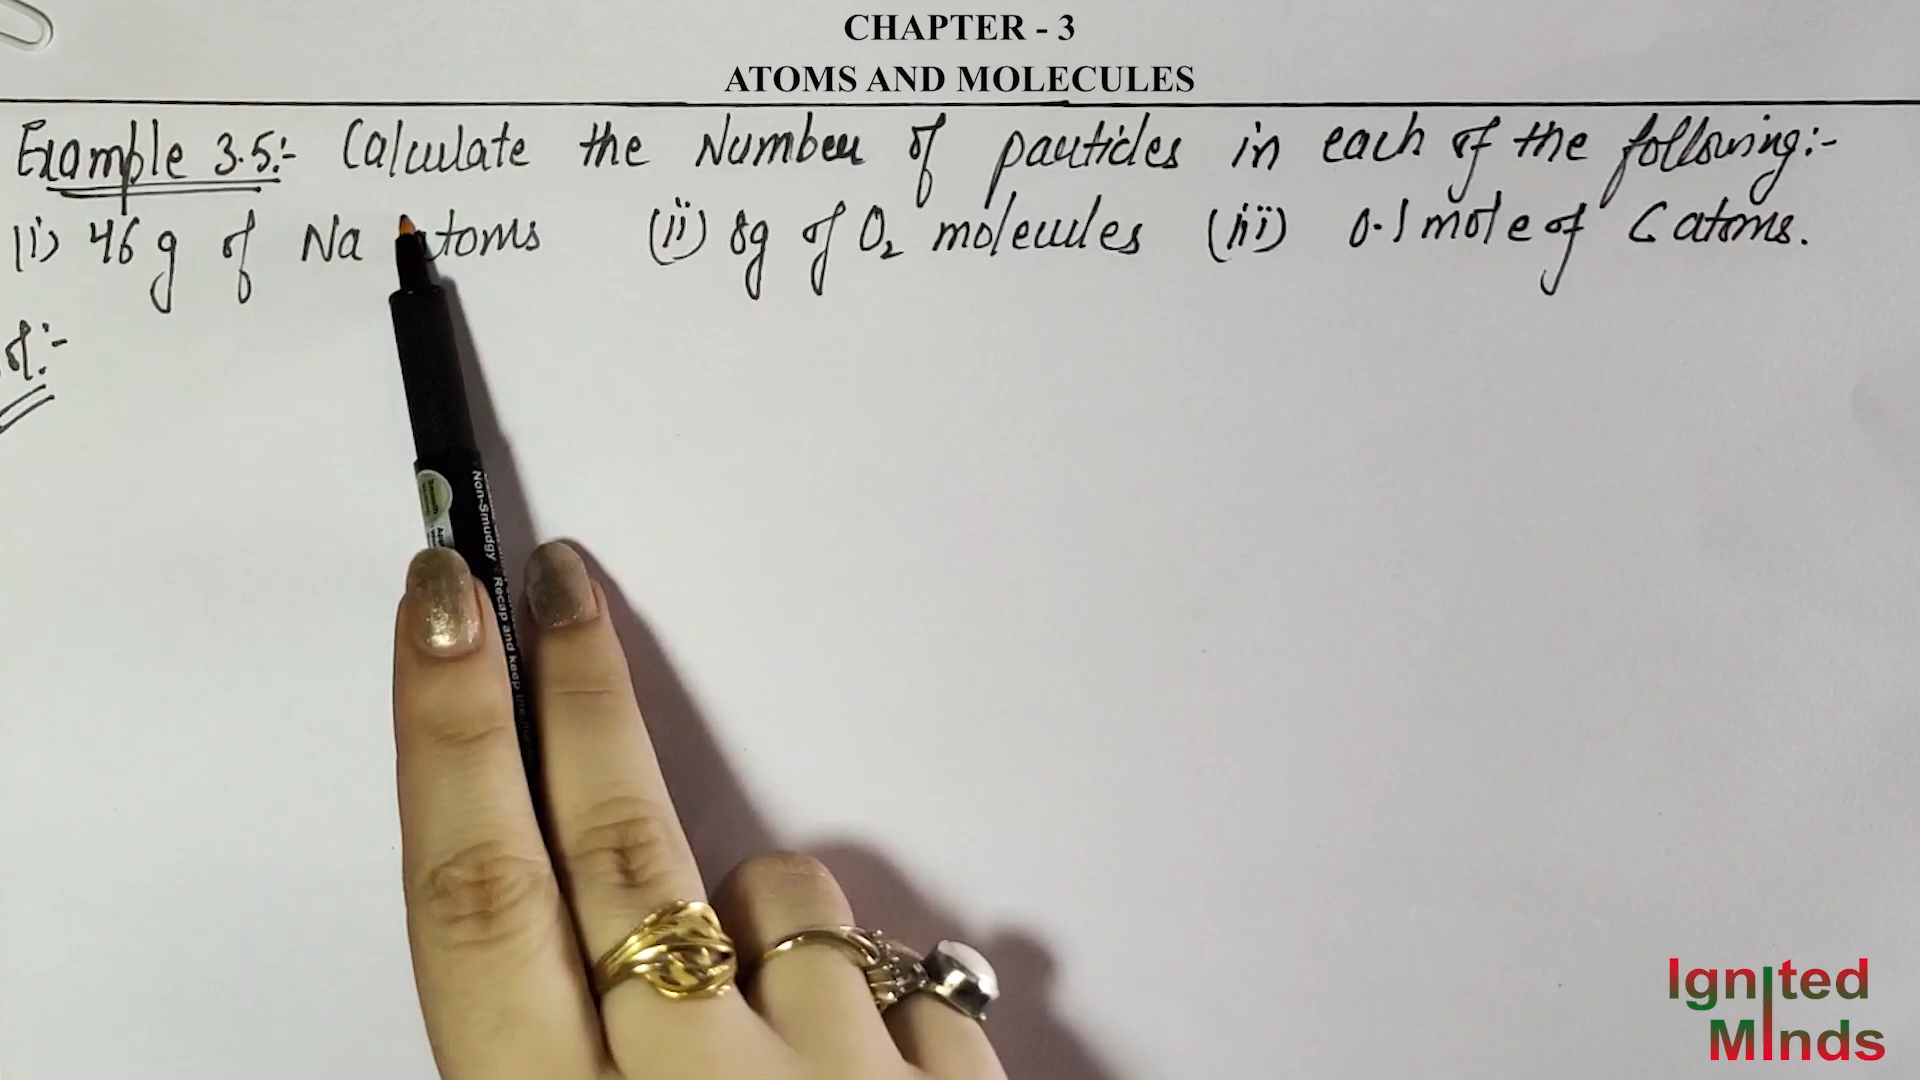 CHAPTER - 3
ATOMS AND MOLECULES
Example 3.5:- Calculate the Number of particles in each of the following:-
(i) 46 g of Na atoms (ii) 8g of O₂ molecules (iii) 0.1 mole of C atoms.
Non-Smudgy · Recap and keep the
Ignited
Minds